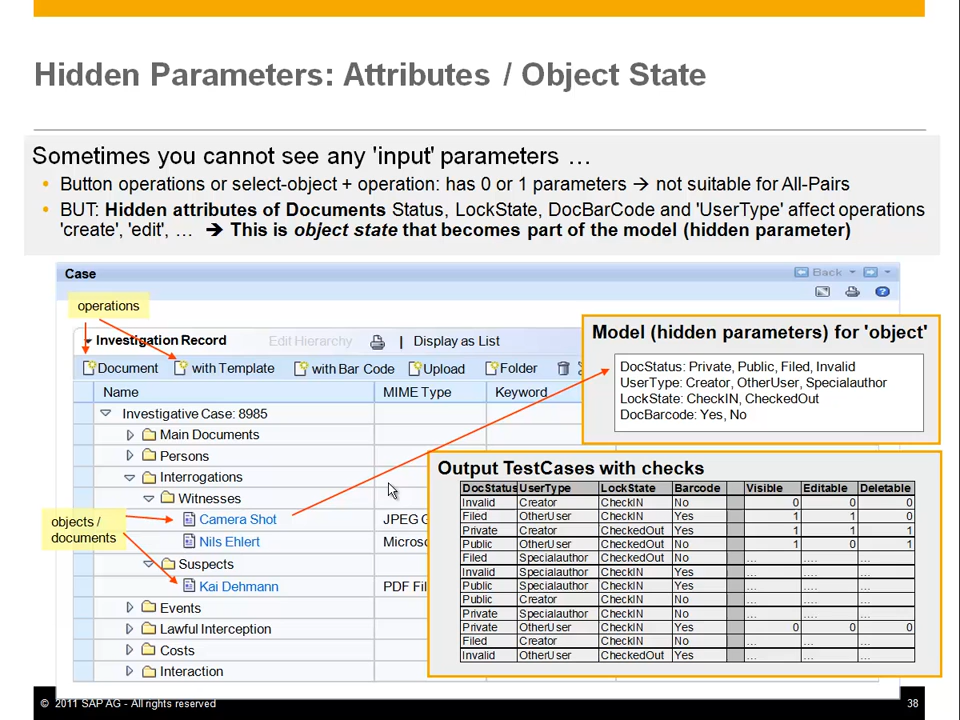 Hidden Parameters: Attributes / Object State
Sometimes you cannot see any 'input' parameters …
• Button operations or select-object + operation: has 0 or 1 parameters → not suitable for All-Pairs
• BUT: Hidden attributes of Documents Status, LockState, DocBarCode and 'UserType' affect operations
'create', 'edit', … → This is object state that becomes part of the model (hidden parameter)
Case
Back
operations
Investigation Record
Edit Hierarchy
| Display as List
Document
with Template
with Bar Code
Upload
Folder
Name
MIME Type
Keyword
Investigative Case: 8985
Main Documents
Persons
Interrogations
Witnesses
objects /
documents
Camera Shot
JPEG G
Nils Ehlert
Microso
Suspects
Kai Dehmann
PDF Fil
Events
Lawful Interception
Costs
Interaction
Model (hidden parameters) for 'object'
DocStatus: Private, Public, Filed, Invalid
UserType: Creator, OtherUser, Specialauthor
LockState: CheckIN, CheckedOut
DocBarcode: Yes, No
Output TestCases with checks
DocStatus UserType LockState Barcode Visible Editable Deletable
Invalid Creator CheckIN No 0 0 0
Filed OtherUser CheckIN Yes 1 1 0
Private Creator CheckedOut Yes 1 1 1
Public OtherUser CheckedOut No 1 0 1
Filed Specialauthor CheckedOut No ... .... ...
Invalid Specialauthor CheckIN Yes ... .... ...
Public Specialauthor CheckIN Yes ... .... ...
Public Creator CheckIN No ... .... ...
Private Specialauthor CheckIN No ... .... ...
Private OtherUser CheckIN Yes 0 0 0
Filed Creator CheckIN No ... .... ...
Invalid OtherUser CheckedOut Yes ... .... ...
© 2011 SAP AG - All rights reserved
38